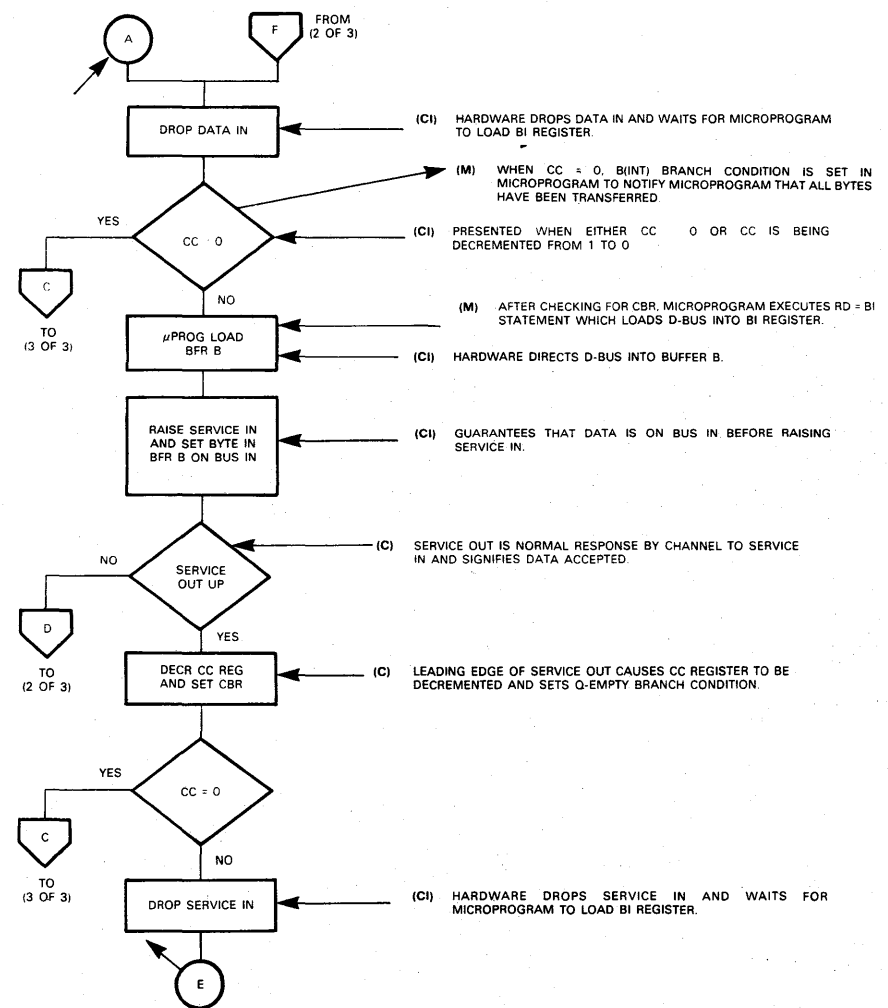 A
F
FROM
(2 OF 3)
DROP DATA IN
(CI) HARDWARE DROPS DATA IN AND WAITS FOR MICROPROGRAM
TO LOAD BI REGISTER.
(M) WHEN CC = 0, B(INT) BRANCH CONDITION IS SET IN
MICROPROGRAM TO NOTIFY MICROPROGRAM THAT ALL BYTES
HAVE BEEN TRANSFERRED.
YES
CC 0
(CI) PRESENTED WHEN EITHER CC 0 OR CC IS BEING
DECREMENTED FROM 1 TO 0
C
TO
(3 OF 3)
NO
(M) AFTER CHECKING FOR CBR, MICROPROGRAM EXECUTES RD = BI
STATEMENT WHICH LOADS D-BUS INTO BI REGISTER.
µPROG LOAD
BFR B
(CI) HARDWARE DIRECTS D-BUS INTO BUFFER B.
RAISE SERVICE IN
AND SET BYTE IN
BFR B ON BUS IN
(CI) GUARANTEES THAT DATA IS ON BUS IN BEFORE RAISING
SERVICE IN.
(C) SERVICE OUT IS NORMAL RESPONSE BY CHANNEL TO SERVICE
IN AND SIGNIFIES DATA ACCEPTED.
NO
SERVICE
OUT UP
D
TO
(2 OF 3)
YES
DECR CC REG
AND SET CBR
(C) LEADING EDGE OF SERVICE OUT CAUSES CC REGISTER TO BE
DECREMENTED AND SETS Q-EMPTY BRANCH CONDITION.
YES
CC = 0
C
TO
(3 OF 3)
NO
DROP SERVICE IN
(CI) HARDWARE DROPS SERVICE IN AND WAITS FOR
MICROPROGRAM TO LOAD BI REGISTER.
E